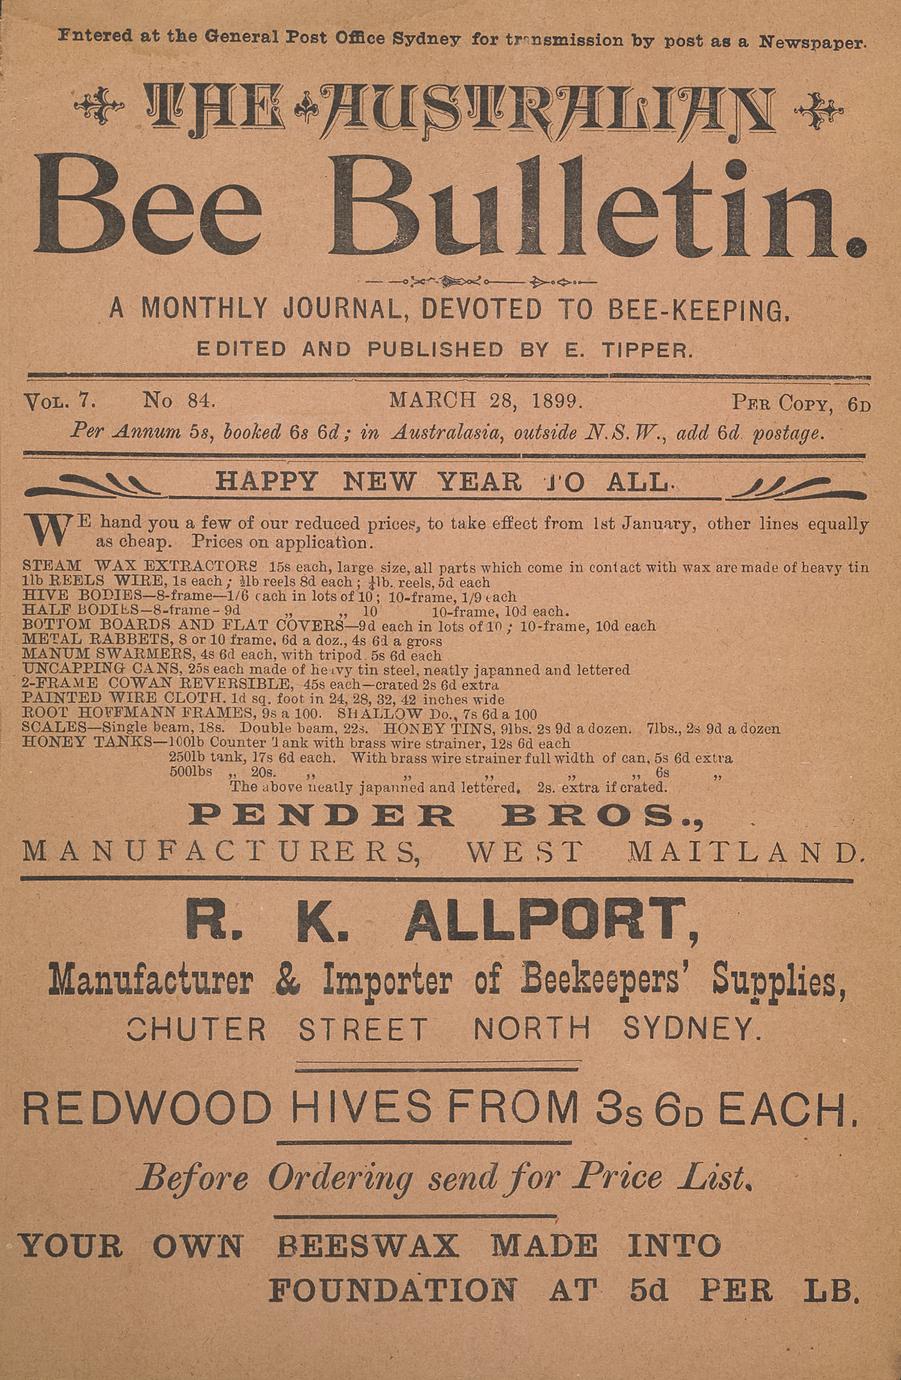 Entered at the General Post Office Sydney for transmission by post as a Newspaper.
THE AUSTRALIAN
Bee Bulletin.
A MONTHLY JOURNAL, DEVOTED TO BEE-KEEPING.
EDITED AND PUBLISHED BY E. TIPPER.
VOL. 7. No 84. MARCH 28, 1899. PER COPY, 6D
Per Annum 5s, booked 6s 6d; in Australasia, outside N.S.W., add 6d postage.
HAPPY NEW YEAR TO ALL.
WE hand you a few of our reduced prices, to take effect from 1st January, other lines equally
as cheap. Prices on application.
STEAM WAX EXTRACTORS 15s each, large size, all parts which come in contact with wax are made of heavy tin
1lb REELS WIRE, 1s each; ½lb reels 8d each; ¼lb. reels, 5d each
HIVE BODIES—8-frame—1/6 each in lots of 10; 10-frame, 1/9 each
HALF BODIES—8-frame - 9d „ „ 10 10-frame, 10d each.
BOTTOM BOARDS AND FLAT COVERS—9d each in lots of 10; 10-frame, 10d each
METAL RABBETS, 8 or 10 frame, 6d a doz., 4s 6d a gross
MANUM SWARMERS, 4s 6d each, with tripod. 5s 6d each
UNCAPPING CANS, 25s each made of heavy tin steel, neatly japanned and lettered
2-FRAME COWAN REVERSIBLE, 45s each—crated 2s 6d extra
PAINTED WIRE CLOTH. 1d sq. foot in 24, 28, 32, 42 inches wide
ROOT HOFFMANN FRAMES, 9s a 100. SHALLOW Do., 7s 6d a 100
SCALES—Single beam, 18s. Double beam, 22s. HONEY TINS, 9lbs. 2s 9d a dozen. 7lbs., 2s 9d a dozen
HONEY TANKS—100lb Counter Tank with brass wire strainer, 12s 6d each
250lb tank, 17s 6d each. With brass wire strainer full width of can, 5s 6d extra
500lbs „ 20s. „ „ „ „ „ 6s „
The above neatly japanned and lettered, 2s. extra if crated.
PENDER BROS.,
MANUFACTURERS, WEST MAITLAND.
R. K. ALLPORT,
Manufacturer & Importer of Beekeepers' Supplies,
CHUTER STREET NORTH SYDNEY.
REDWOOD HIVES FROM 3s 6D EACH.
Before Ordering send for Price List.
YOUR OWN BEESWAX MADE INTO
FOUNDATION AT 5d PER LB.